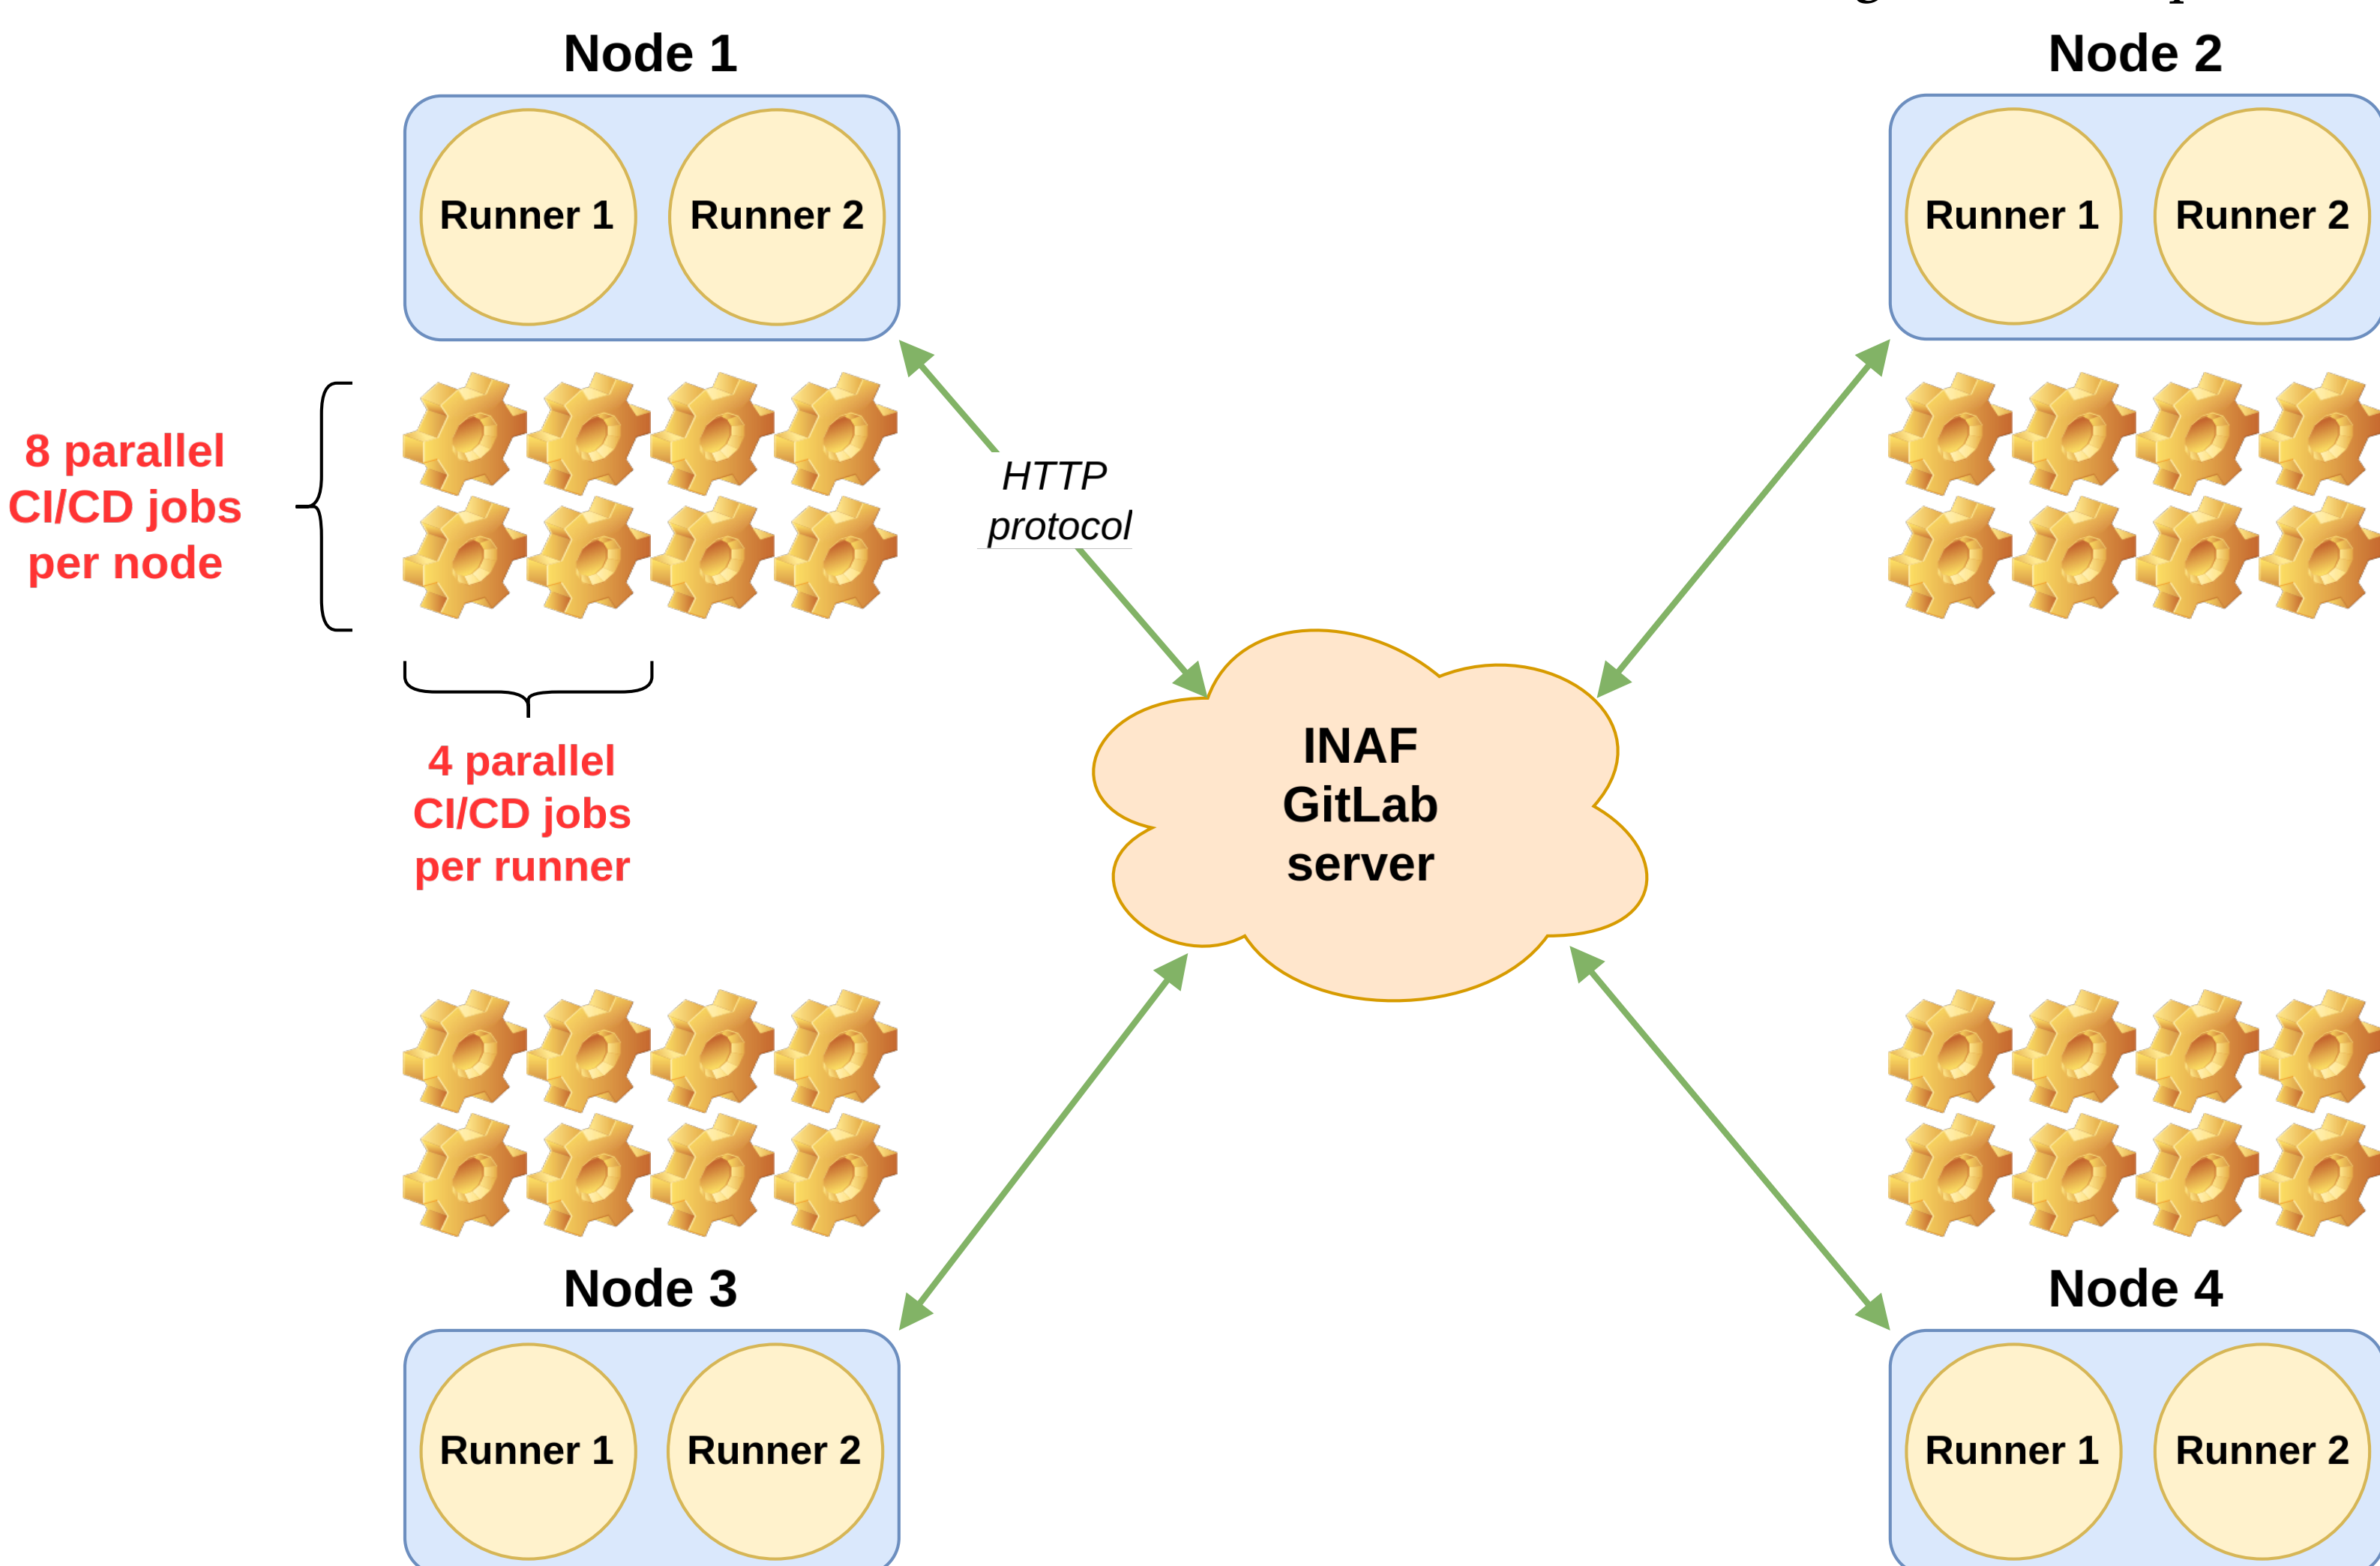 Node 1
Node 2
Runner 1
Runner 2
Runner 1
Runner 2
8 parallel
CI/CD jobs
per node
HTTP
protocol
4 parallel
CI/CD jobs
per runner
INAF
GitLab
server
Node 3
Node 4
Runner 1
Runner 2
Runner 1
Runner 2